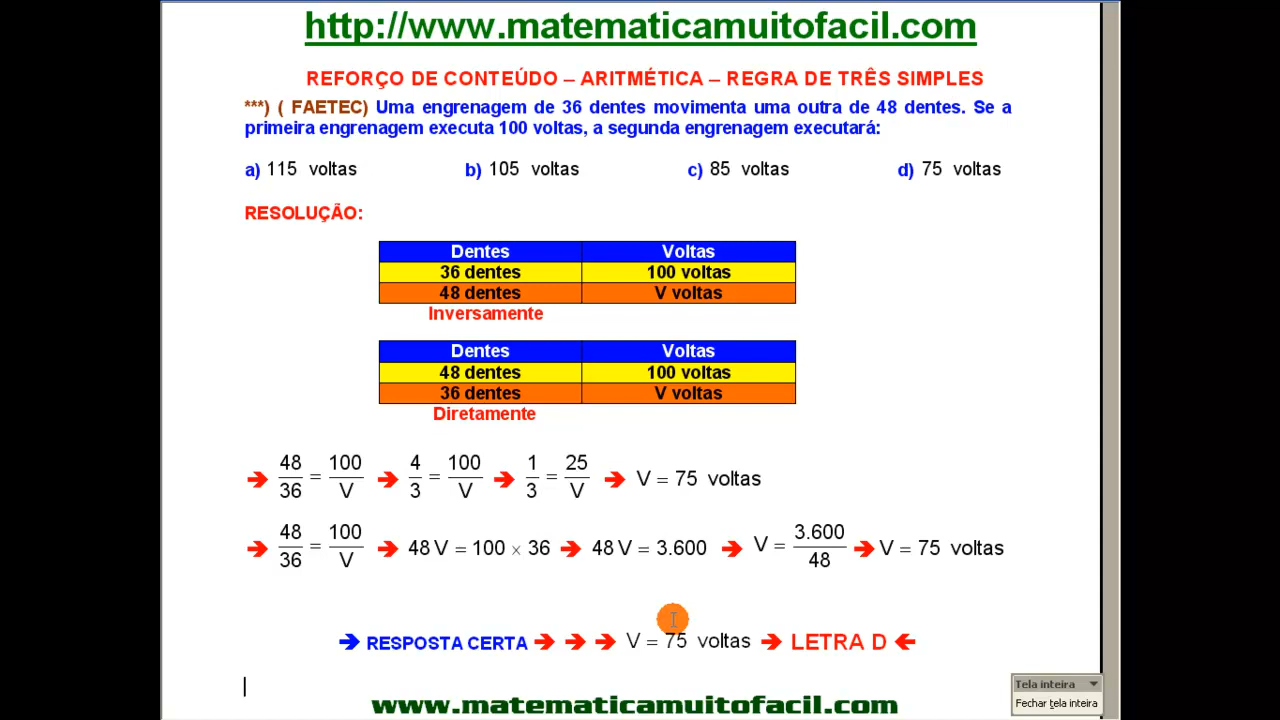 http://www.matematicamuitofacil.com
REFORÇO DE CONTEÚDO – ARITMÉTICA – REGRA DE TRÊS SIMPLES
***) ( FAETEC) Uma engrenagem de 36 dentes movimenta uma outra de 48 dentes. Se a
primeira engrenagem executa 100 voltas, a segunda engrenagem executará:
a) 115 voltas b) 105 voltas c) 85 voltas d) 75 voltas
RESOLUÇÃO:
Dentes Voltas
36 dentes 100 voltas
48 dentes V voltas
Inversamente
Dentes Voltas
48 dentes 100 voltas
36 dentes V voltas
Diretamente
➔ 48/36 = 100/V ➔ 4/3 = 100/V ➔ 1/3 = 25/V ➔ V = 75 voltas
➔ 48/36 = 100/V ➔ 48 V = 100 × 36 ➔ 48 V = 3.600 ➔ V = 3.600/48 ➔ V = 75 voltas
➔ RESPOSTA CERTA ➔ ➔ ➔ V = 75 voltas ➔ LETRA D 🡸
www.matematicamuitofacil.com
Tela inteira
Fechar tela inteira